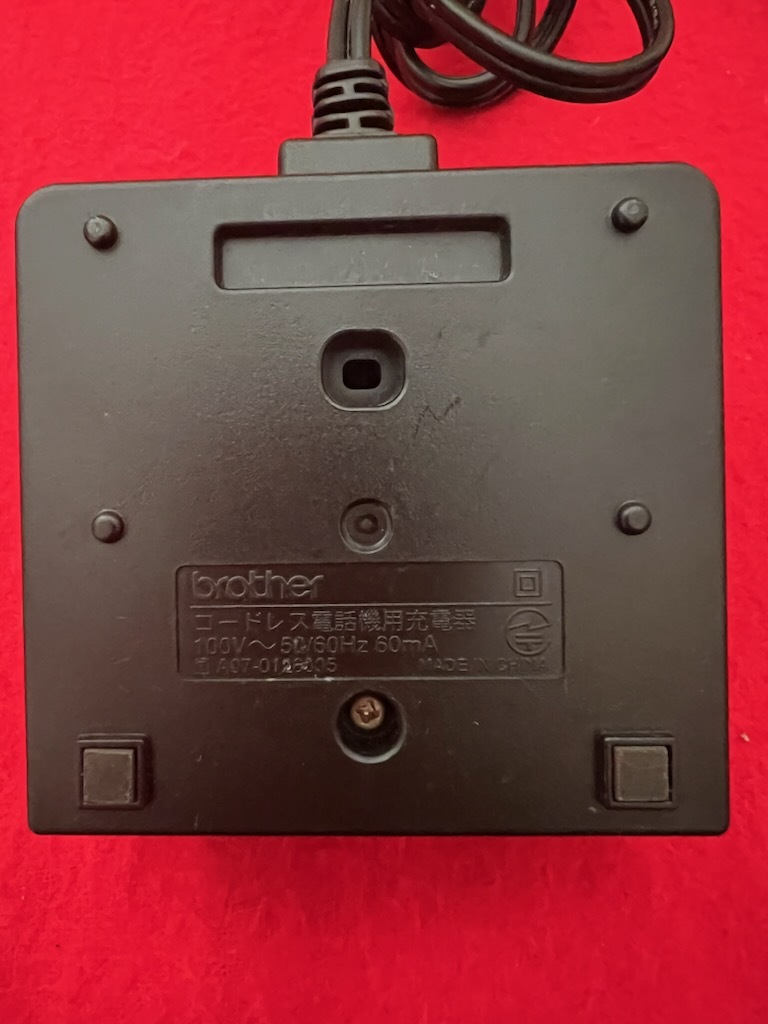 brother
コードレス電話機用充電器
100V～ 50/60Hz 60mA
MADE IN CHINA